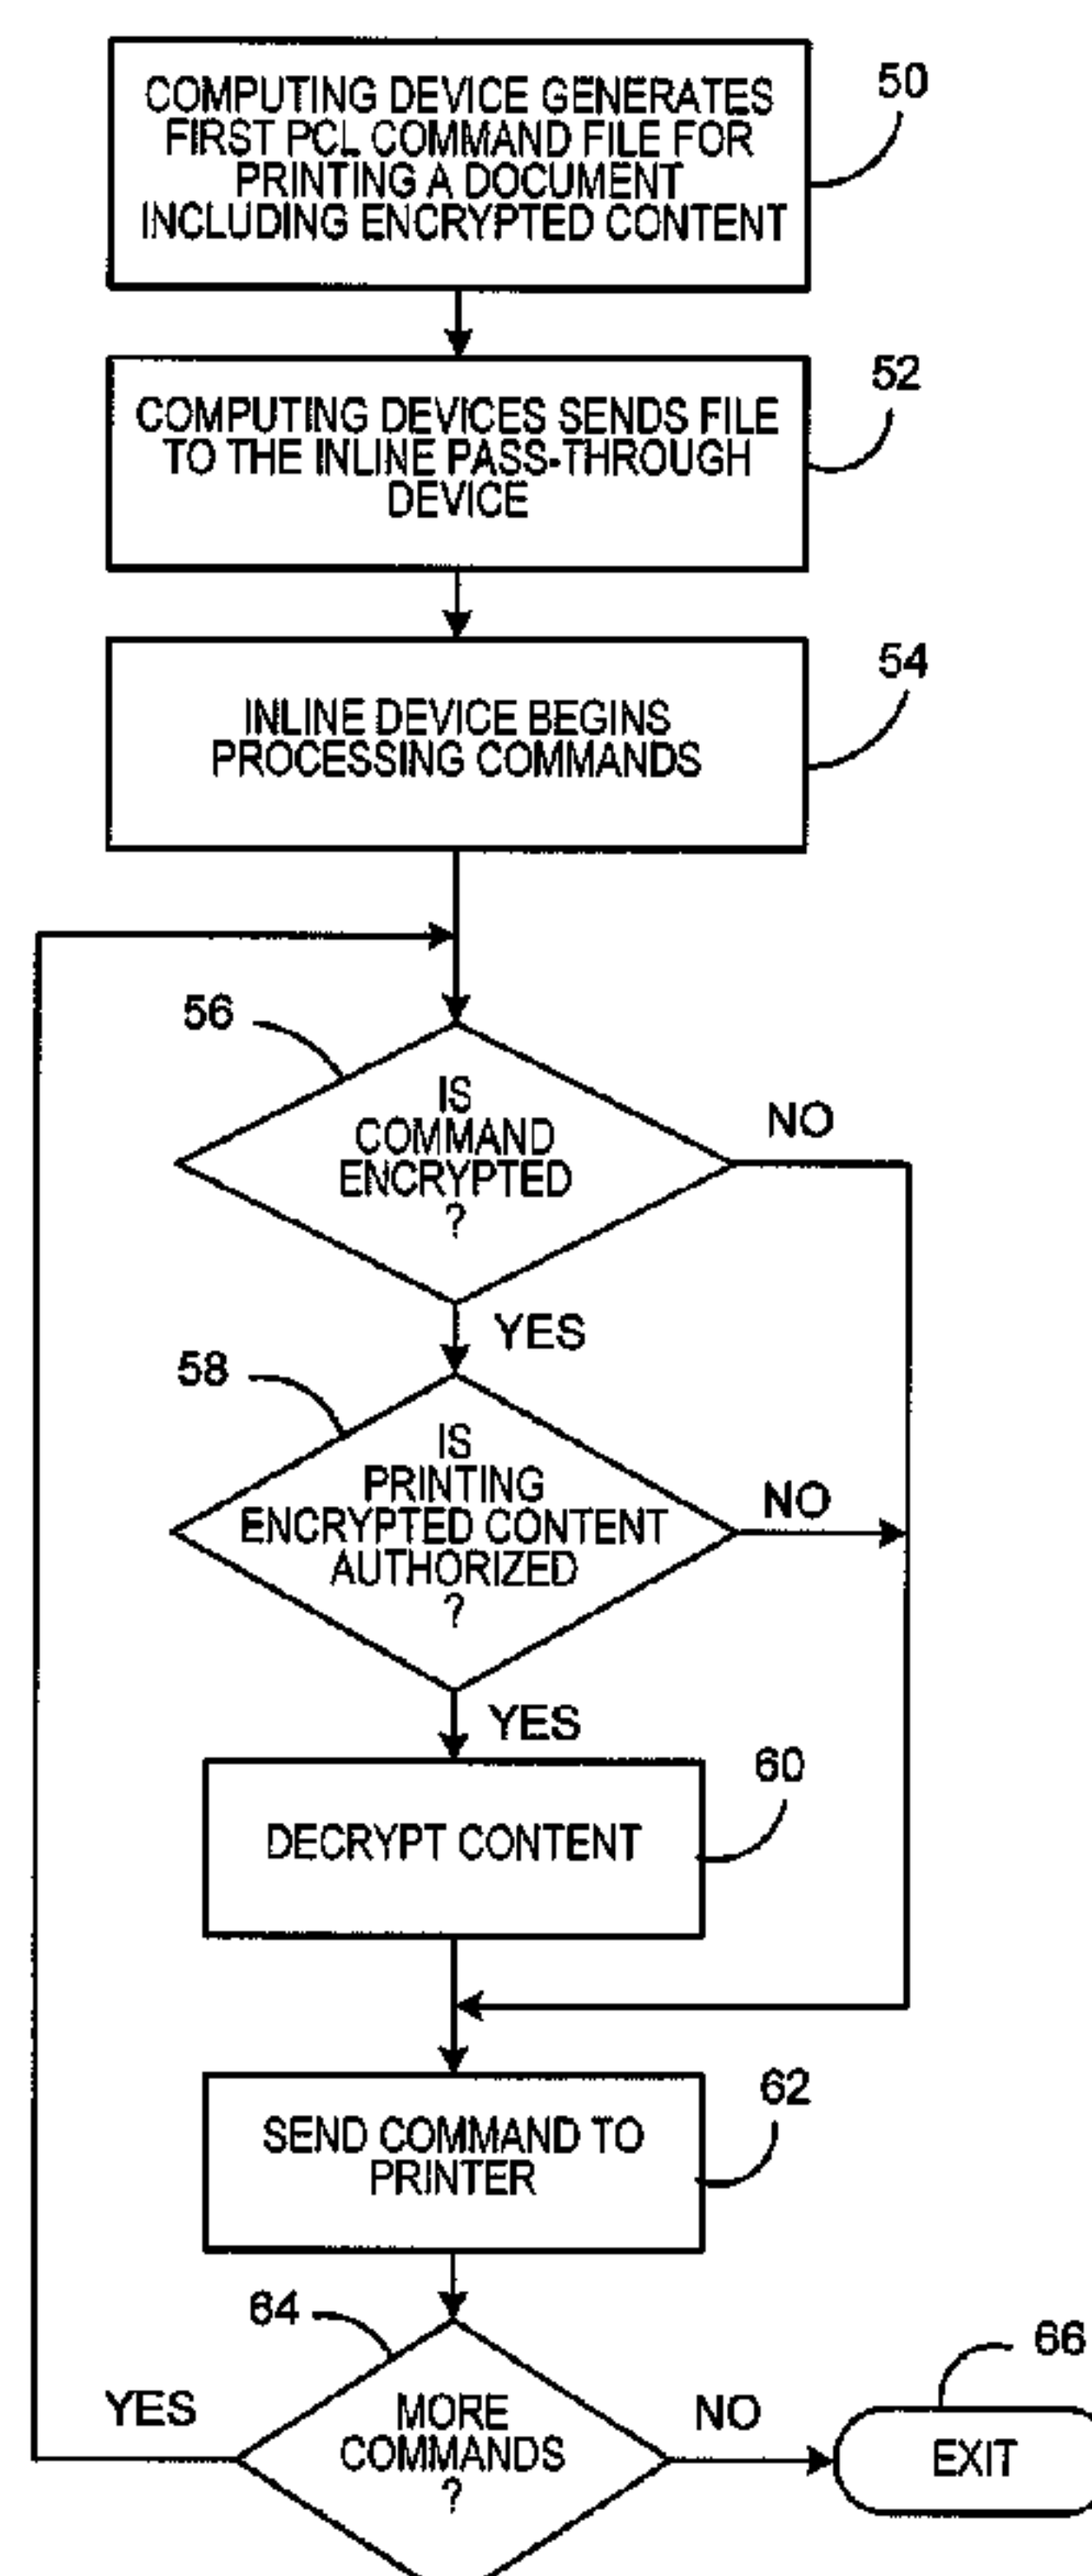 COMPUTING DEVICE GENERATES
FIRST PCL COMMAND FILE FOR
PRINTING A DOCUMENT
INCLUDING ENCRYPTED CONTENT
50
COMPUTING DEVICES SENDS FILE
TO THE INLINE PASS-THROUGH
DEVICE
52
INLINE DEVICE BEGINS
PROCESSING COMMANDS
54
56
IS
COMMAND
ENCRYPTED
?
NO
YES
58
IS
PRINTING
ENCRYPTED CONTENT
AUTHORIZED
?
NO
YES
DECRYPT CONTENT
60
SEND COMMAND TO
PRINTER
62
64
YES
MORE
COMMANDS
?
NO
66
EXIT